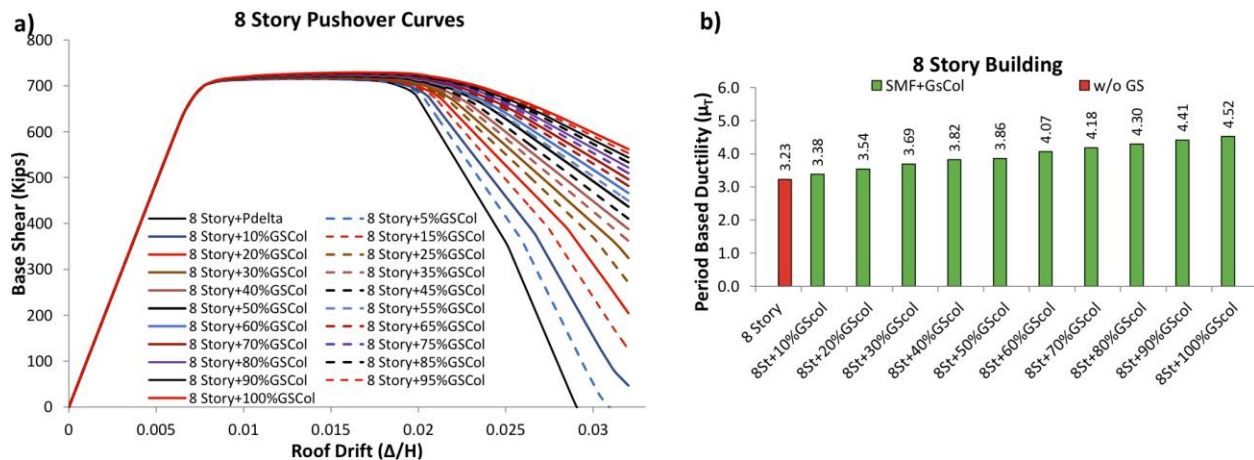 a)
8 Story Pushover Curves
800
700
600
500
400
300
200
100
0
Base Shear (Kips)
8 Story+Pdelta
8 Story+5%GSCol
8 Story+10%GSCol
8 Story+15%GSCol
8 Story+20%GSCol
8 Story+25%GSCol
8 Story+30%GSCol
8 Story+35%GSCol
8 Story+40%GSCol
8 Story+45%GSCol
8 Story+50%GSCol
8 Story+55%GSCol
8 Story+60%GSCol
8 Story+65%GSCol
8 Story+70%GSCol
8 Story+75%GSCol
8 Story+80%GSCol
8 Story+85%GSCol
8 Story+90%GSCol
8 Story+95%GSCol
8 Story+100%GSCol
0
0.005
0.01
0.015
0.02
0.025
0.03
Roof Drift (Δ/H)
b)
8 Story Building
SMF+GsCol
w/o GS
Period Based Ductility (μT)
6.0
5.0
4.0
3.0
2.0
1.0
0.0
3.23
3.38
3.54
3.69
3.82
3.86
4.07
4.18
4.30
4.41
4.52
8 Story
8St+10%GScol
8St+20%GScol
8St+30%GScol
8St+40%GScol
8St+50%GScol
8St+60%GScol
8St+70%GScol
8St+80%GScol
8St+90%GScol
8St+100%GScol